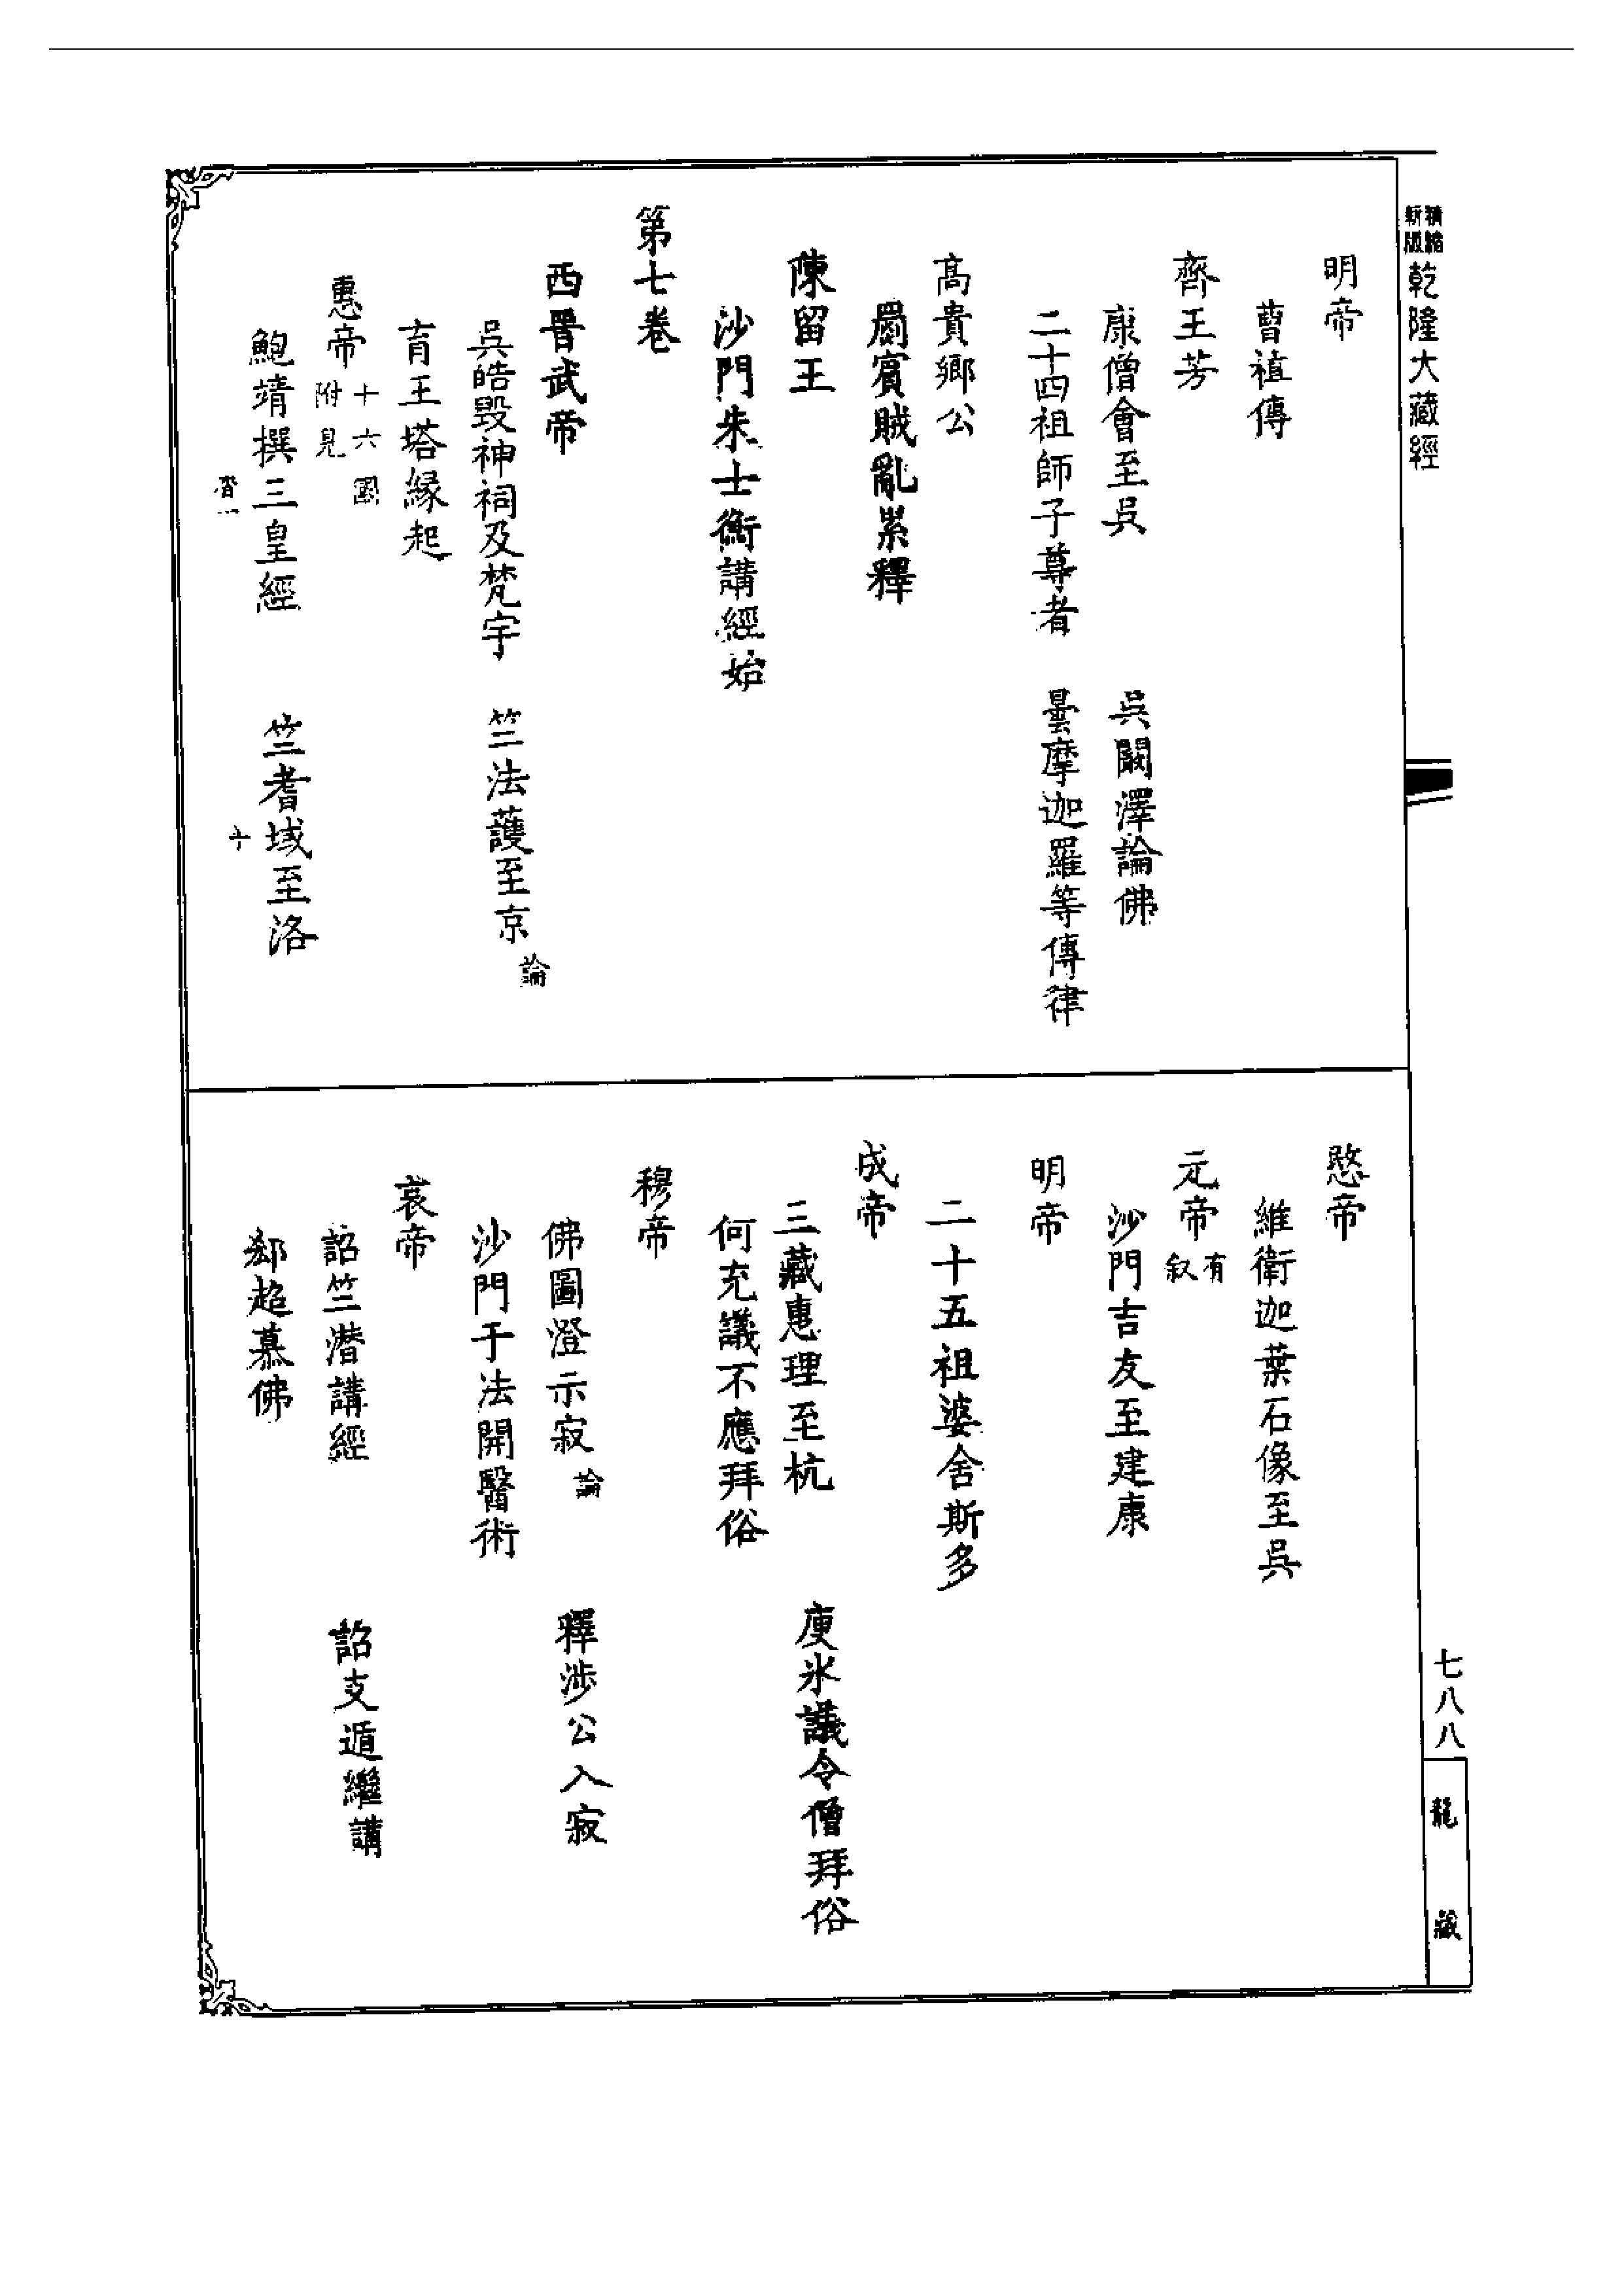 精縮新版乾隆大藏經
明帝
曹植傳
齊王芳
康僧會至吳　吳闞澤論佛
二十四祖師子尊者　曇摩迦羅等傳律
高貴鄉公
罽賓賊亂累釋
陳留王
沙門朱士衡講經始
第七卷
西晉武帝
吳皓毀神祠及梵宇　竺法護至京論
育王塔緣起
惠帝十六國附見
鮑靖撰三皇經　竺耆域至洛
愍帝
維衛迦葉石像至吳
元帝有叙
沙門吉友至建康
明帝
二十五祖婆舍斯多
成帝
三藏惠理至杭　庾氷議令僧拜俗
何充議不應拜俗
穆帝
佛圖澄示寂論　釋涉公入寂
沙門于法開醫術
哀帝
詔竺潛講經　詔支遁繼講
郄超慕佛
七八八
龍藏